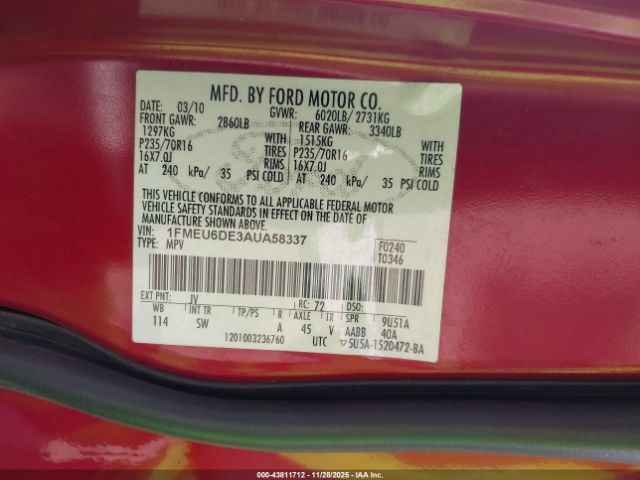 MFD. BY FORD MOTOR CO.
DATE: 03/10 GVWR: 6020LB/ 2731KG
FRONT GAWR: 2860LB REAR GAWR: 3340LB
1297KG 1515KG
P235/70R16 TIRES P235/70R16 TIRES
16X7.0J RIMS 16X7.0J RIMS
AT 240 kPa/ 35 PSI COLD AT 240 kPa/ 35 PSI COLD
THIS VEHICLE CONFORMS TO ALL APPLICABLE FEDERAL MOTOR
VEHICLE SAFETY STANDARDS IN EFFECT ON THE DATE OF
MANUFACTURE SHOWN ABOVE.
VIN: 1FMEU6DE3AUA58337 F0240
TYPE: MPV T0346
EXT PNT: JV RC: 72 DSO:
WB INT TR TP/PS R AXLE TR SPR 9U51A
114 SW A 45 V AABB 40A
1201003236760 UTC 5U5A-1520472-BA
000-43811712 - 11/28/2025 - IAA Inc.